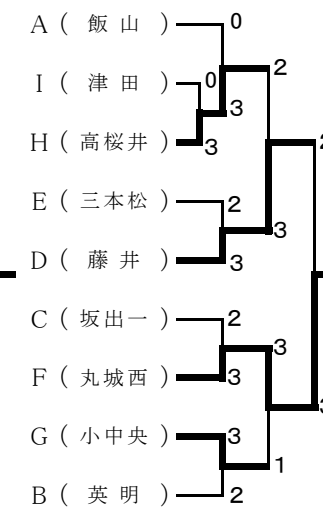 A ( 飯 山 ) 0
2
I ( 津 田 ) 0
3
H ( 高桜井 ) 3
E ( 三本松 ) 2
3
D ( 藤 井 ) 3
C ( 坂出一 ) 2
3
F ( 丸城西 ) 3
G ( 小中央 ) 3
1
B ( 英 明 ) 2